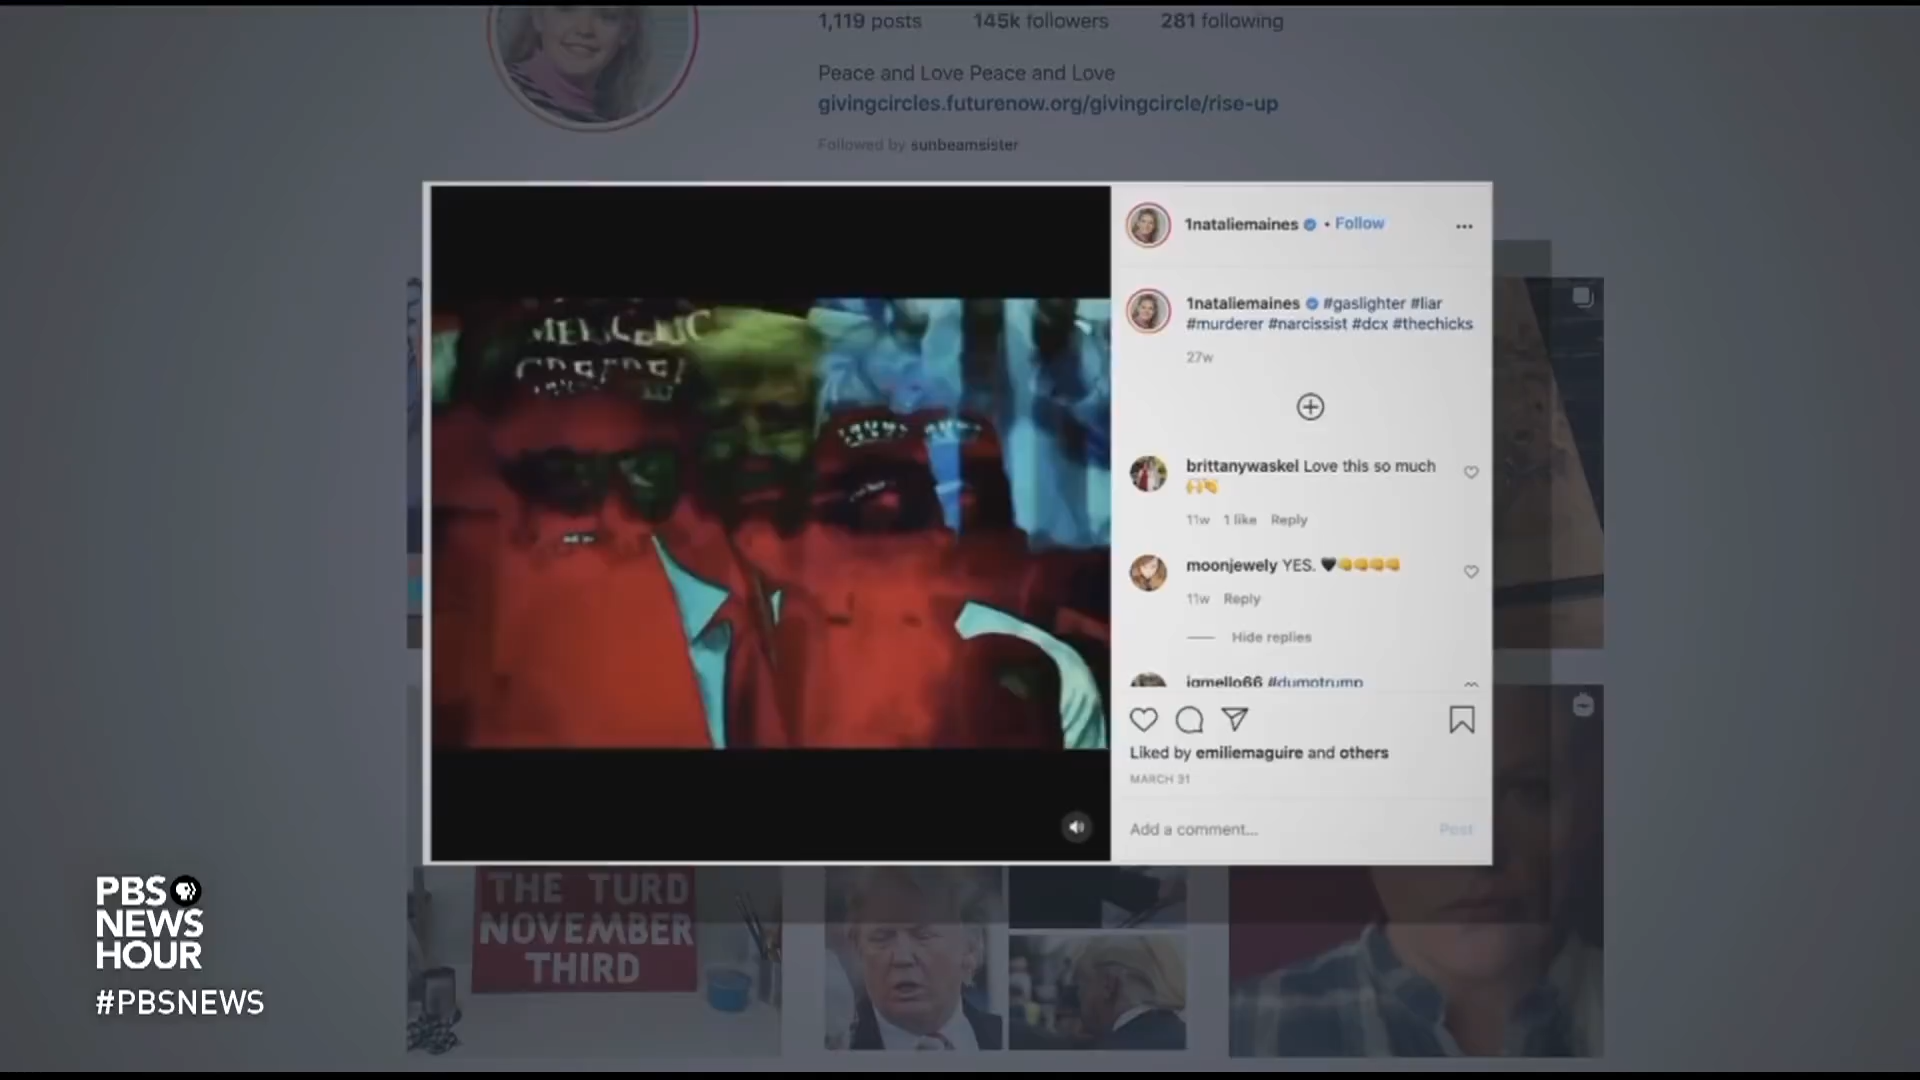 1,119 posts 145k followers 281 following
Peace and Love Peace and Love
givingcircles.futurenow.org/givingcircle/rise-up
Followed by sunbeamsister
1nataliemaines • Follow
1nataliemaines #gaslighter #liar
#murderer #narcissist #dcx #thechicks
27w
brittanywaskel Love this so much
🙌👏
11w 1 like Reply
moonjewely YES. 🖤👊👊👊👊
11w Reply
Hide replies
#dumptrump
Liked by emiliemaguire and others
MARCH 31
Add a comment...
Post
THE TURD
NOVEMBER
THIRD
PBS
NEWS
HOUR
#PBSNEWS